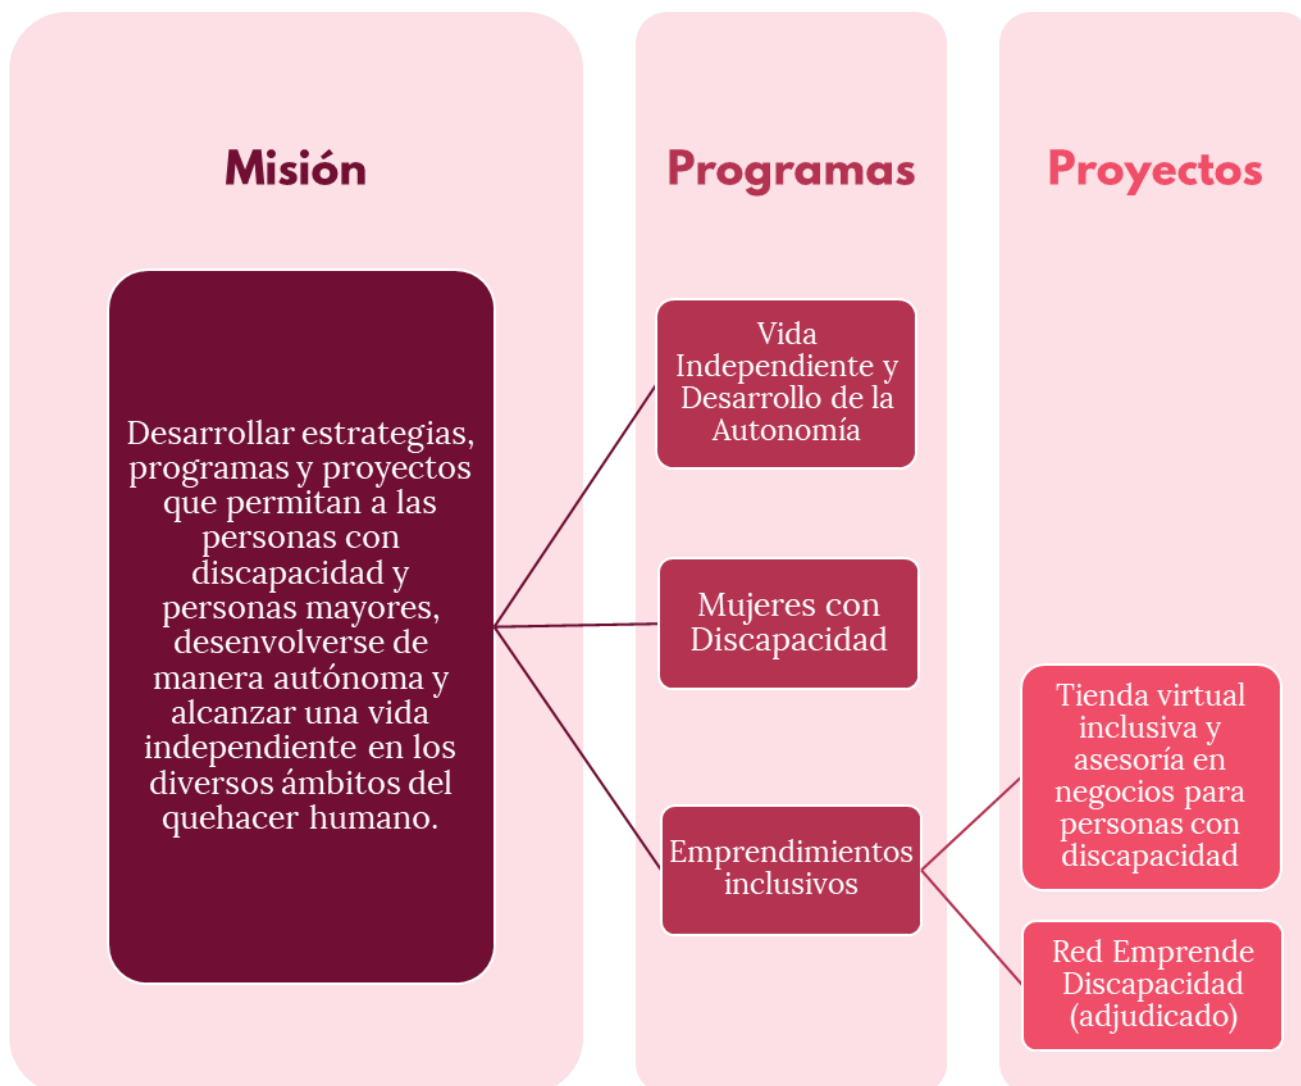 Misión
Desarrollar estrategias,
programas y proyectos
que permitan a las
personas con
discapacidad y
personas mayores,
desenvolverse de
manera autónoma y
alcanzar una vida
independiente en los
diversos ámbitos del
quehacer humano.
Programas
Vida
Independiente y
Desarrollo de la
Autonomía
Mujeres con
Discapacidad
Emprendimientos
inclusivos
Proyectos
Tienda virtual
inclusiva y
asesoría en
negocios para
personas con
discapacidad
Red Emprende
Discapacidad
(adjudicado)